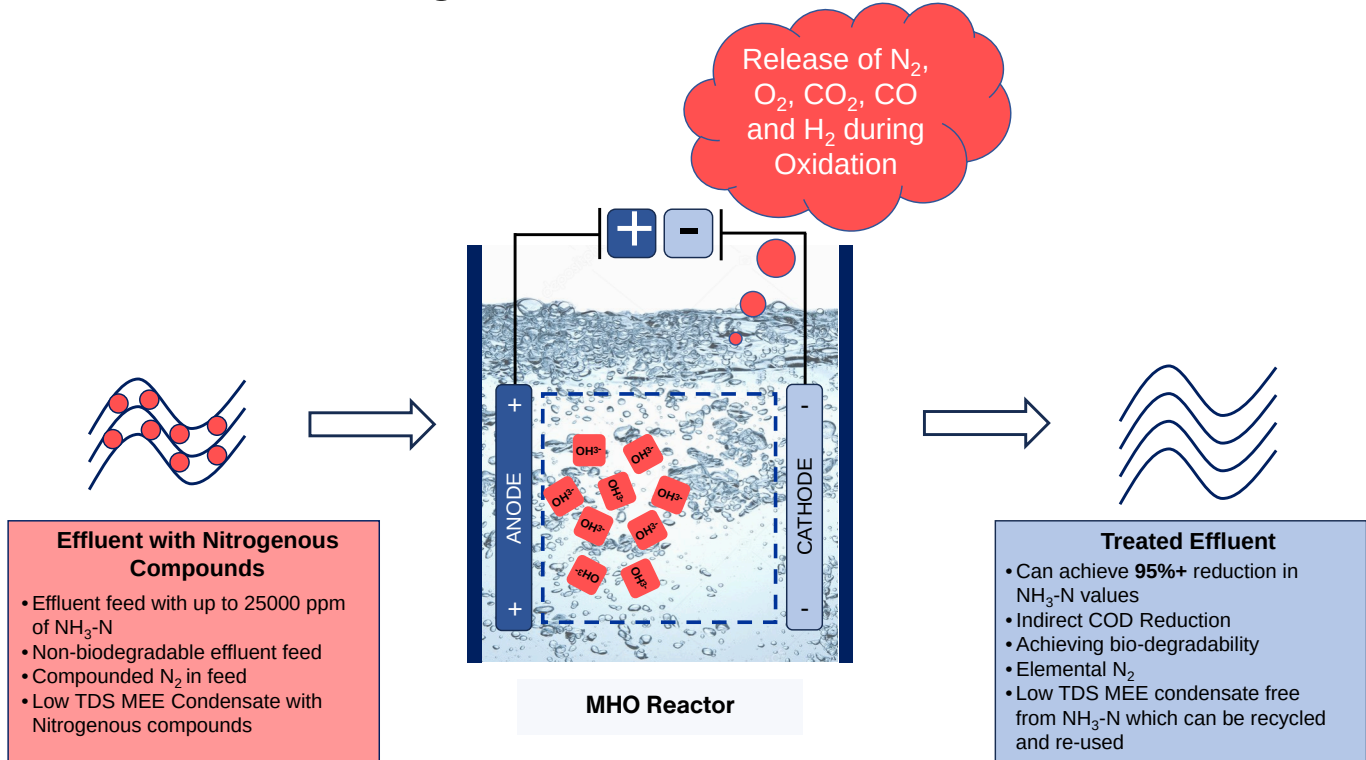 Release of N₂,
O₂, CO₂, CO
and H₂ during
Oxidation
+ -
+ -
ANODE
CATHODE
OH³⁻
OH³⁻
OH³⁻
OH³⁻
OH³⁻
OH³⁻
OH³⁻
OH³⁻
OH³⁻
+ -
MHO Reactor
Effluent with Nitrogenous
Compounds
• Effluent feed with up to 25000 ppm
of NH₃-N
• Non-biodegradable effluent feed
• Compounded N₂ in feed
• Low TDS MEE Condensate with
Nitrogenous compounds
Treated Effluent
• Can achieve 95%+ reduction in
NH₃-N values
• Indirect COD Reduction
• Achieving bio-degradability
• Elemental N₂
• Low TDS MEE condensate free
from NH₃-N which can be recycled
and re-used